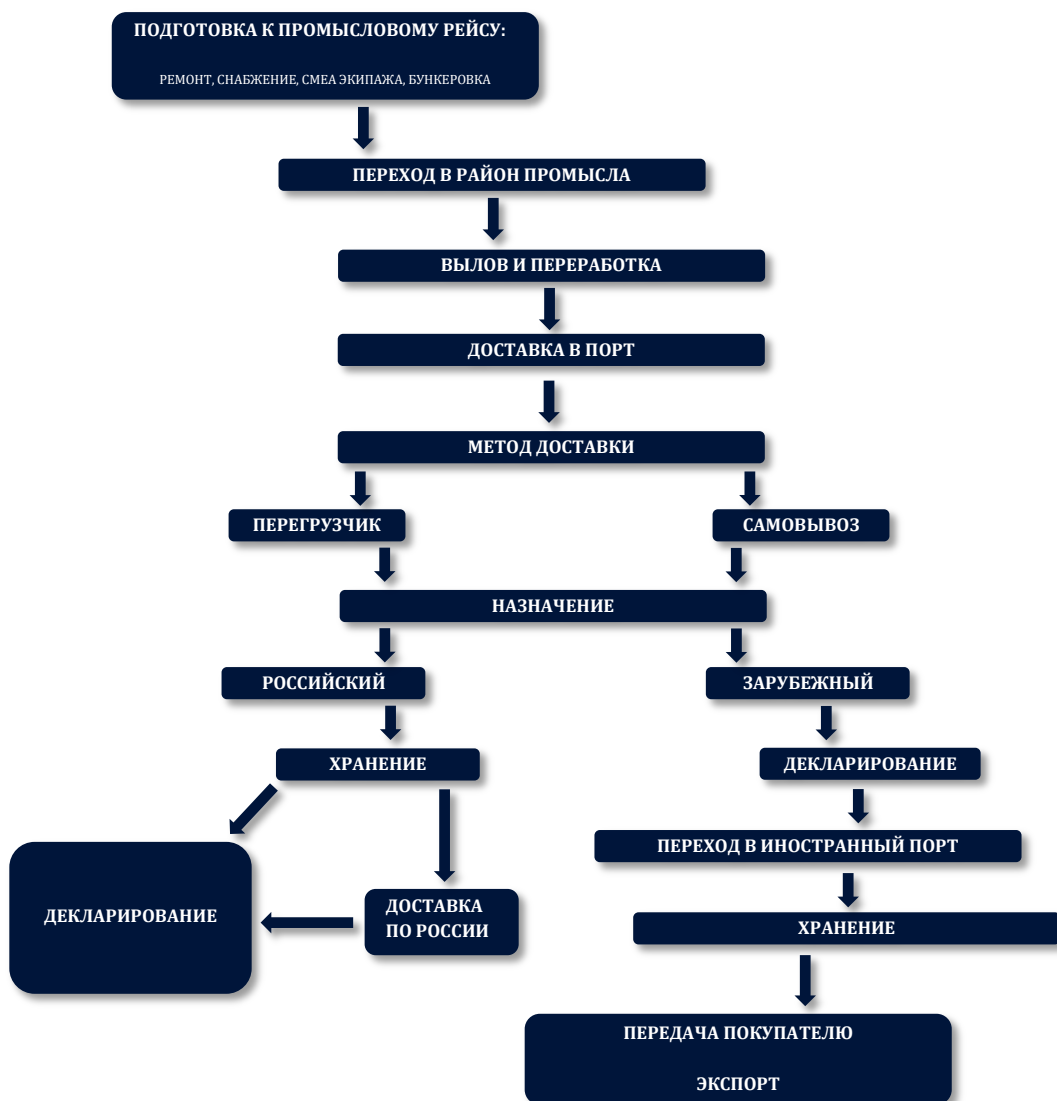 ПОДГОТОВКА К ПРОМЫСЛОВОМУ РЕЙСУ:
РЕМОНТ, СНАБЖЕНИЕ, СМЕА ЭКИПАЖА, БУНКЕРОВКА
ПЕРЕХОД В РАЙОН ПРОМЫСЛА
ВЫЛОВ И ПЕРЕРАБОТКА
ДОСТАВКА В ПОРТ
МЕТОД ДОСТАВКИ
ПЕРЕГРУЗЧИК
САМОВЫВОЗ
НАЗНАЧЕНИЕ
РОССИЙСКИЙ
ЗАРУБЕЖНЫЙ
ХРАНЕНИЕ
ДЕКЛАРИРОВАНИЕ
ПЕРЕХОД В ИНОСТРАННЫЙ ПОРТ
ДЕКЛАРИРОВАНИЕ
ДОСТАВКА
ПО РОССИИ
ХРАНЕНИЕ
ПЕРЕДАЧА ПОКУПАТЕЛЮ
ЭКСПОРТ